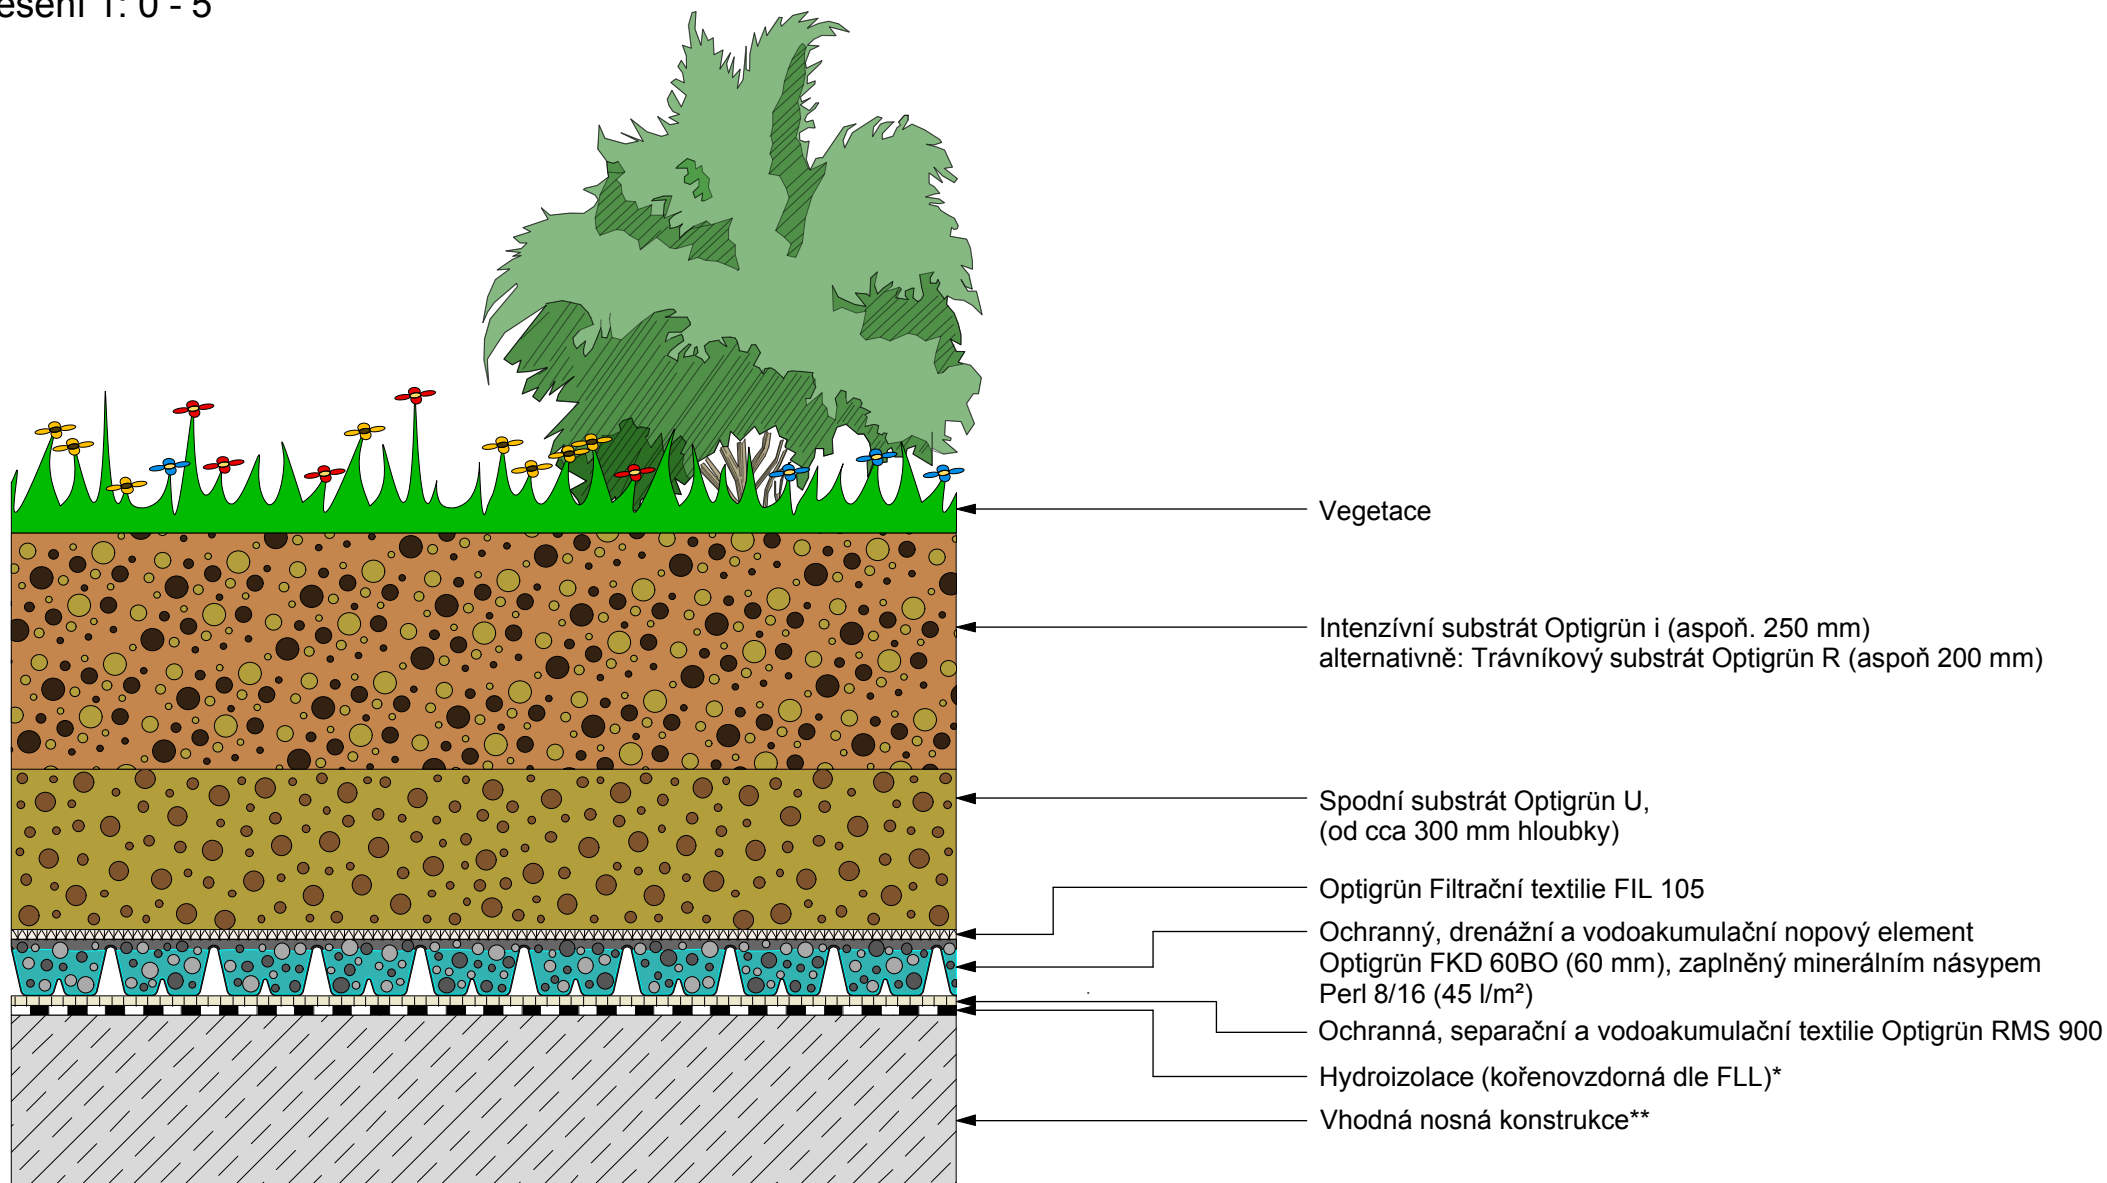 1: 0 - 5
Vegetace
Intenzívní substrát Optigrün i (aspoň. 250 mm)
alternativně: Trávníkový substrát Optigrün R (aspoň 200 mm)
Spodní substrát Optigrün U,
(od cca 300 mm hloubky)
Optigrün Filtrační textilie FIL 105
Ochranný, drenážní a vodoakumulační nopový element
Optigrün FKD 60BO (60 mm), zaplněný minerálním násypem
Perl 8/16 (45 l/m²)
Ochranná, separační a vodoakumulační textilie Optigrün RMS 900
Hydroizolace (kořenovzdorná dle FLL)*
Vhodná nosná konstrukce**